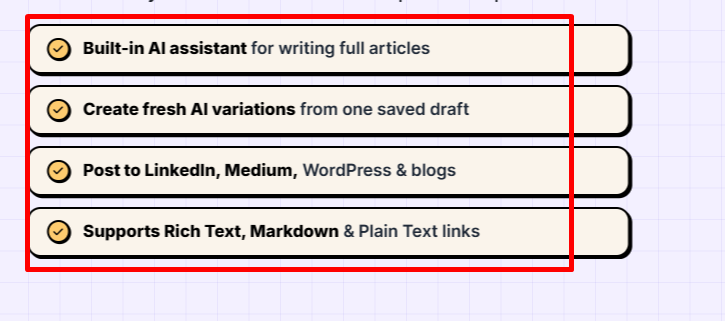 Built-in AI assistant for writing full articles
Create fresh AI variations from one saved draft
Post to LinkedIn, Medium, WordPress & blogs
Supports Rich Text, Markdown & Plain Text links